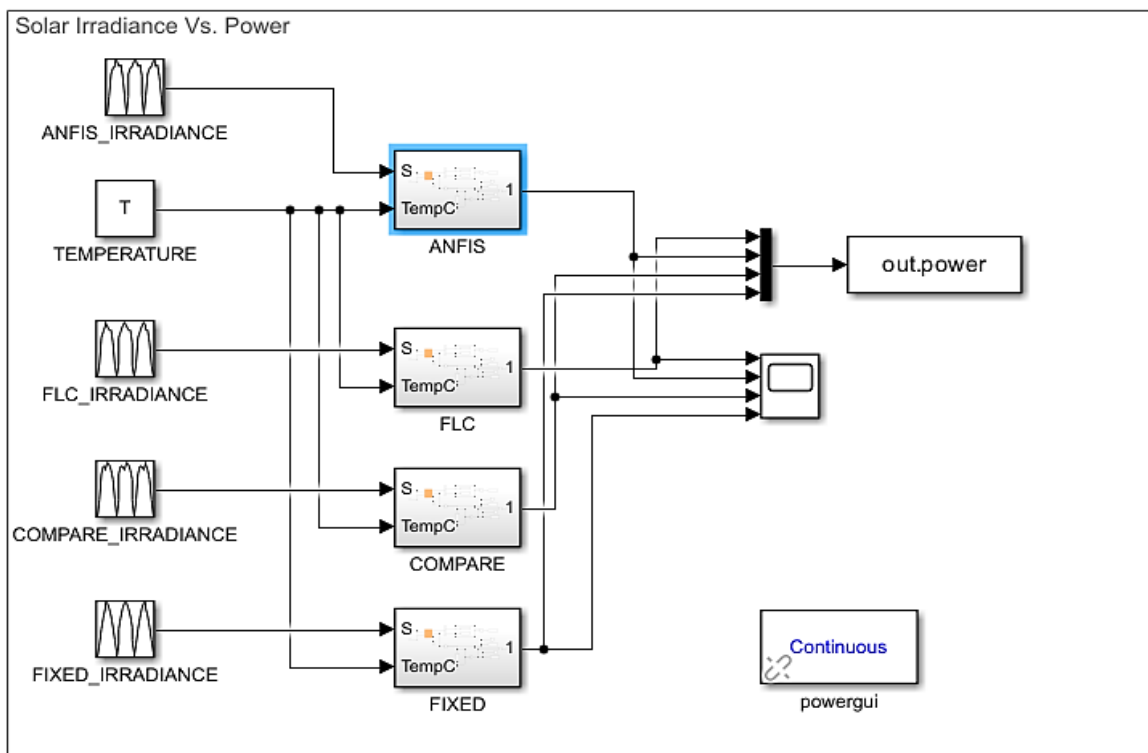 Solar Irradiance Vs. Power
ANFIS_IRRADIANCE
T
TEMPERATURE
S
TempC
1
ANFIS
out.power
FLC_IRRADIANCE
S
TempC
1
FLC
COMPARE_IRRADIANCE
S
TempC
1
COMPARE
FIXED_IRRADIANCE
S
TempC
1
FIXED
Continuous
powergui